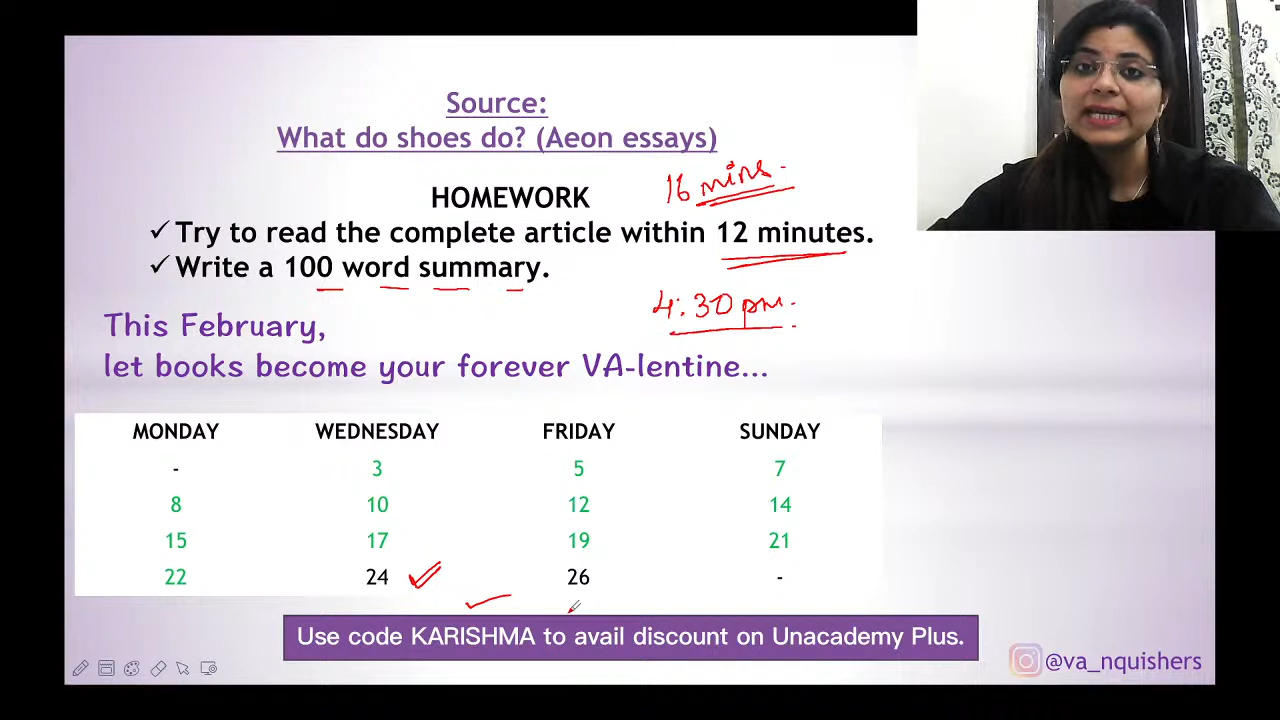 Source:
What do shoes do? (Aeon essays)
16 mins.
HOMEWORK
✓ Try to read the complete article within 12 minutes.
✓ Write a 100 word summary.
4:30 pm.
This February,
let books become your forever VA-lentine...
MONDAY WEDNESDAY FRIDAY SUNDAY
- 3 5 7
8 10 12 14
15 17 19 21
22 24 26 -
Use code KARISHMA to avail discount on Unacademy Plus.
@va_nquishers